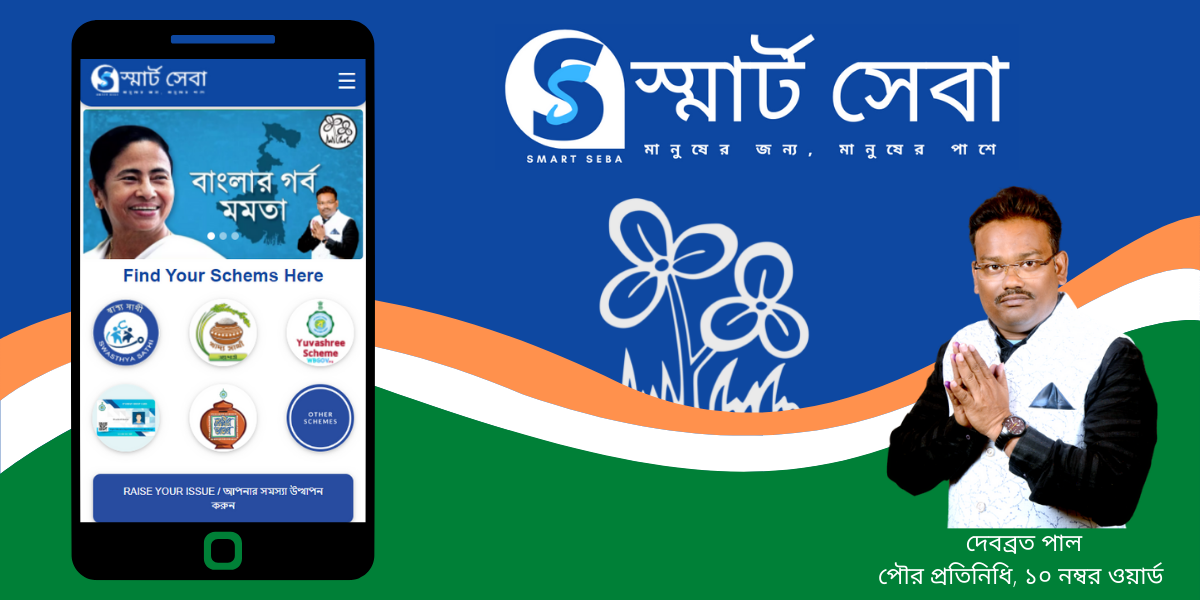 স্মার্ট সেবা
বাংলার গর্ব
মমতা
Find Your Schems Here
স্বাস্থ্য সাথী
SWASTHYA SATHI
Yuvashree
Scheme
OTHER
SCHEMES
RAISE YOUR ISSUE / আপনার সমস্যা উত্থাপন
করুন
স্মার্ট সেবা
SMART SEBA
মানুষের জন্য, মানুষের পাশে
দেবব্রত পাল
পৌর প্রতিনিধি, ১০ নম্বর ওয়ার্ড